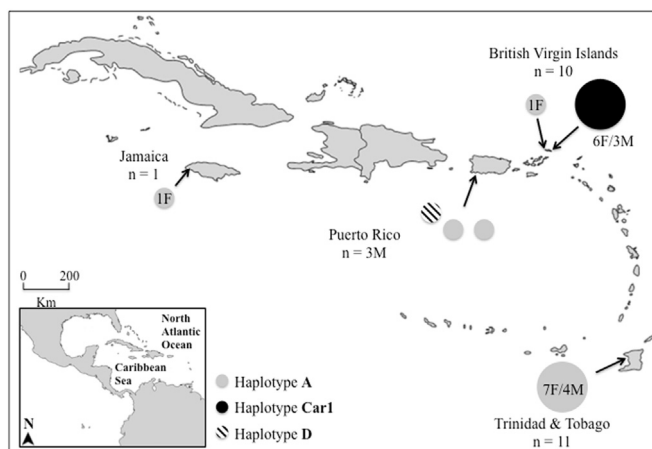 British Virgin Islands
n = 10
1F
6F/3M
Jamaica
n = 1
1F
Puerto Rico
n = 3M
0 200
Km
North
Atlantic
Ocean
Caribbean
Sea
N
Haplotype A
Haplotype Car1
Haplotype D
7F/4M
Trinidad & Tobago
n = 11